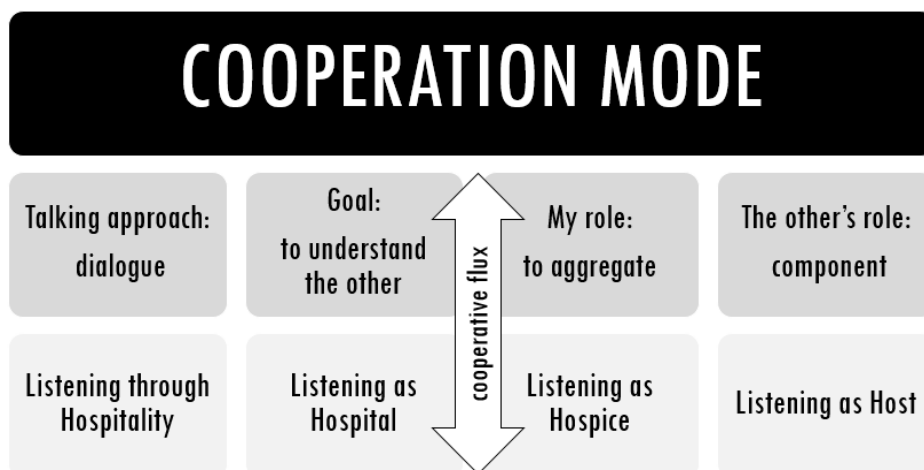 COOPERATION MODE
Talking approach:
dialogue
Goal:
to understand
the other
My role:
to aggregate
The other's role:
component
cooperative flux
Listening through
Hospitality
Listening as
Hospital
Listening as
Hospice
Listening as Host